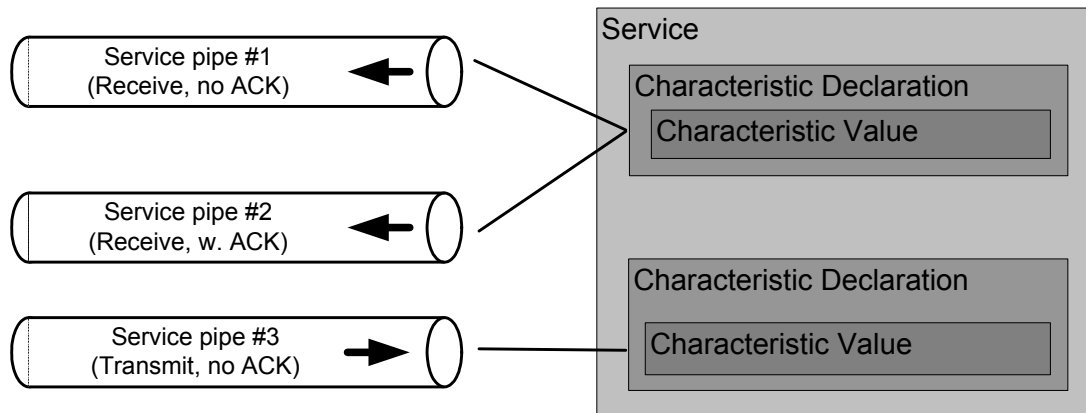 Service pipe #1
(Receive, no ACK)
Service pipe #2
(Receive, w. ACK)
Service pipe #3
(Transmit, no ACK)
Service
Characteristic Declaration
Characteristic Value
Characteristic Declaration
Characteristic Value